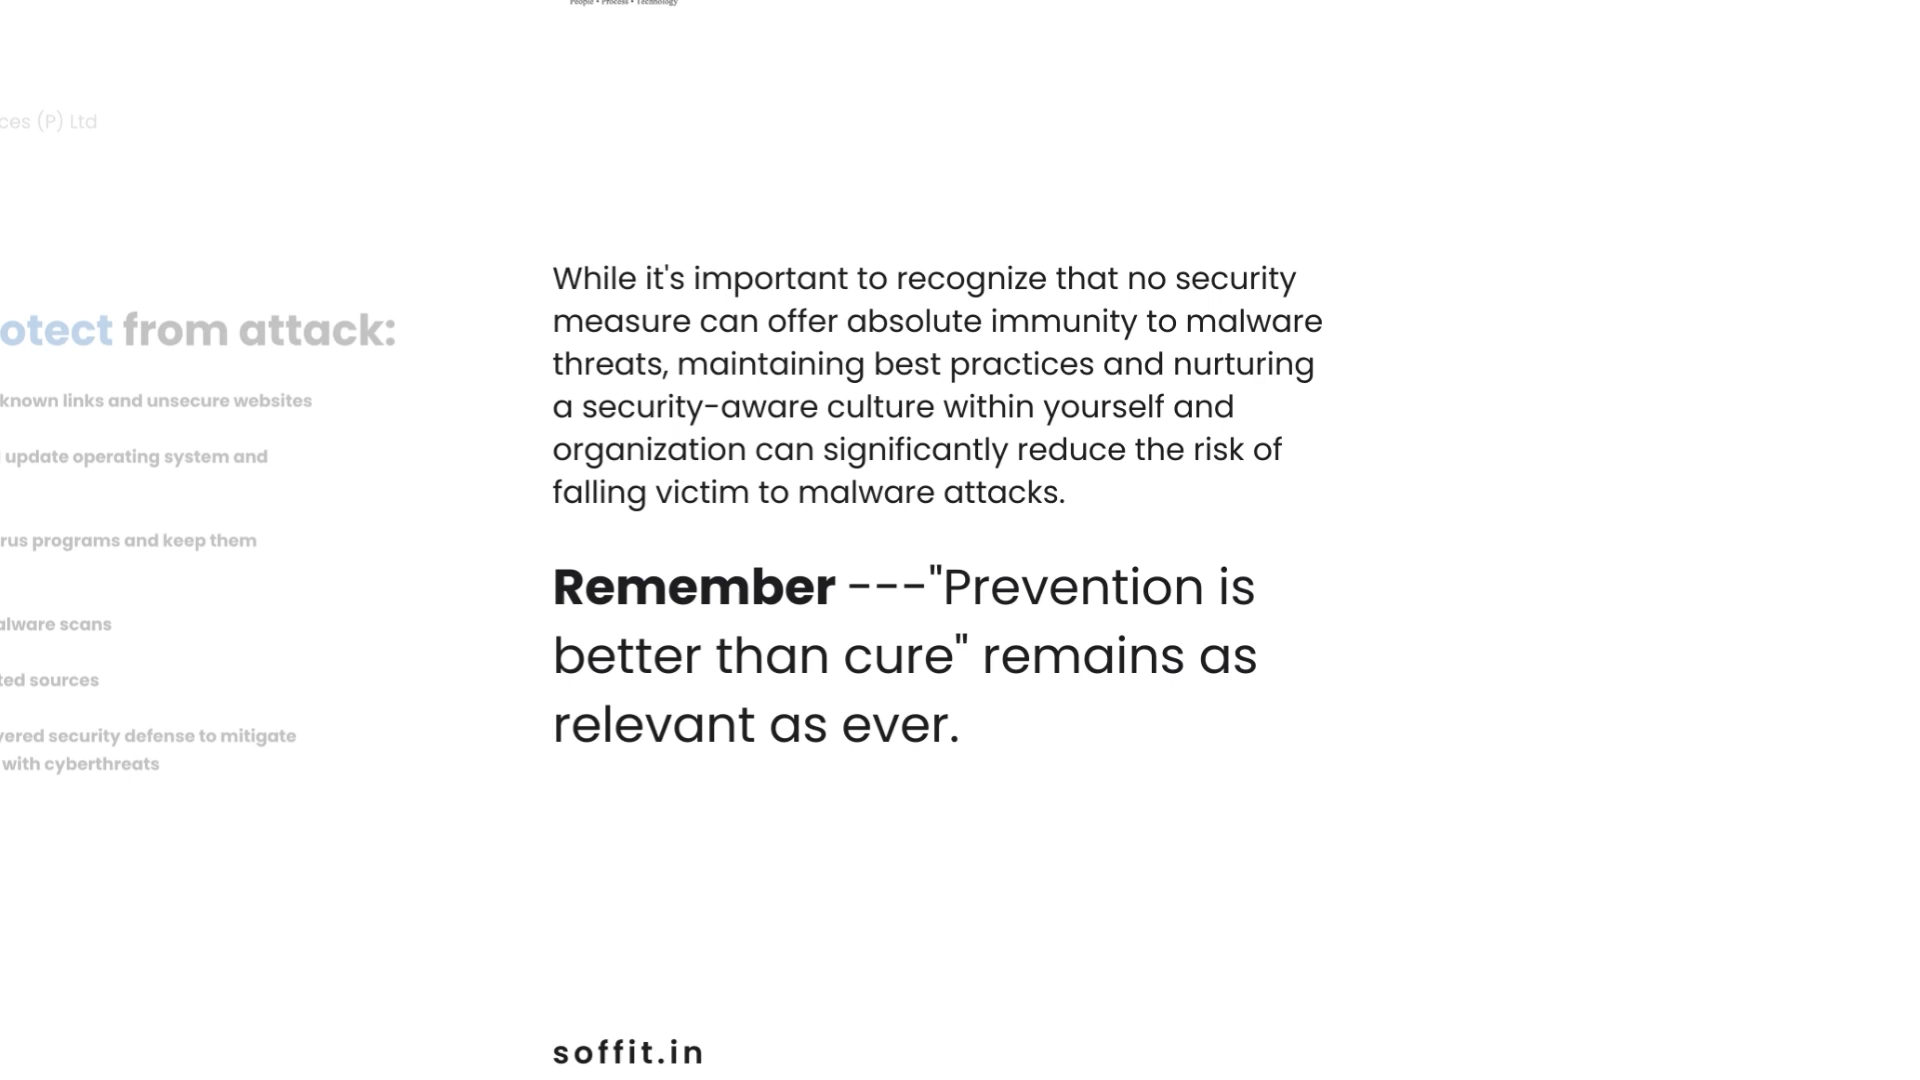 People • Process • Technology
ces (P) Ltd
otect from attack:
known links and unsecure websites
update operating system and
rus programs and keep them
alware scans
ted sources
yered security defense to mitigate
with cyberthreats
While it's important to recognize that no security
measure can offer absolute immunity to malware
threats, maintaining best practices and nurturing
a security-aware culture within yourself and
organization can significantly reduce the risk of
falling victim to malware attacks.
Remember ---"Prevention is
better than cure" remains as
relevant as ever.
soffit.in